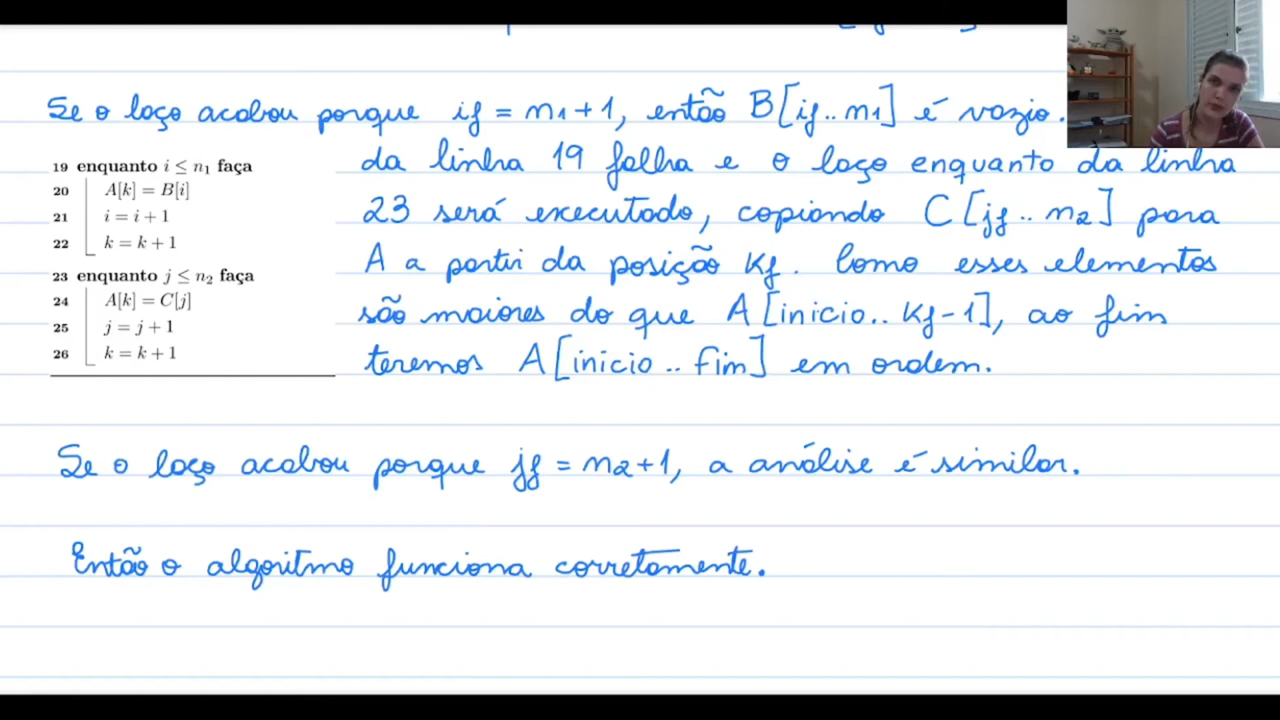 Se o laço acabou porque if = n1+1, então B[if..n1] é vazio.
da linha 19 falha e o laço enquanto da linha
23 será executado, copiando C[jf..n2] para
A a partir da posição kf. Como esses elementos
são maiores do que A[inicio..kf-1], ao fim
teremos A[inicio..fim] em ordem.
19 enquanto i ≤ n₁ faça
20 A[k] = B[i]
21 i = i + 1
22 k = k + 1
23 enquanto j ≤ n₂ faça
24 A[k] = C[j]
25 j = j + 1
26 k = k + 1
Se o laço acabou porque jf = n2+1, a análise é similar.
Então o algoritmo funciona corretamente.